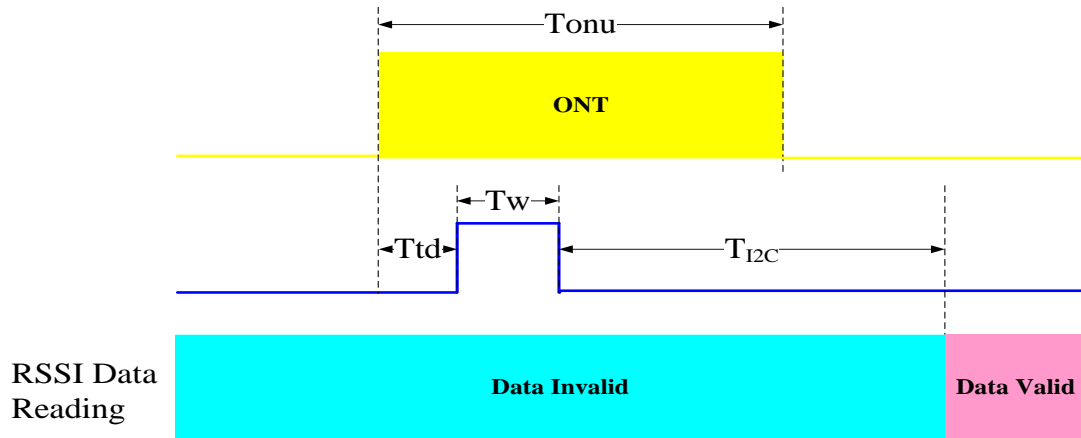 Tonu
ONT
Tw
Ttd
TI2C
RSSI Data
Reading
Data Invalid
Data Valid